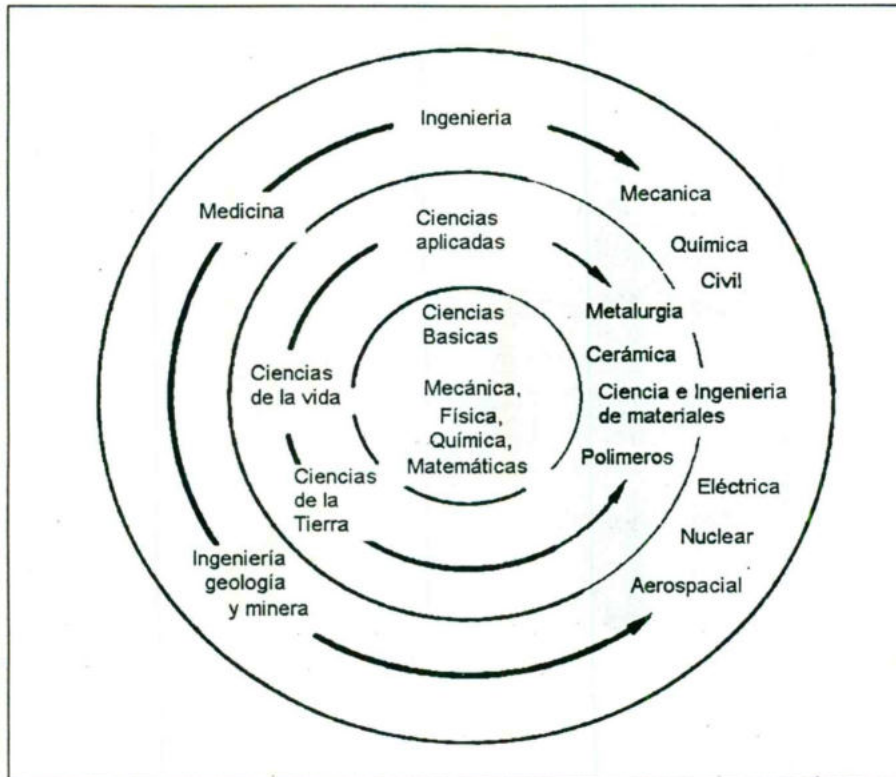 Ingenieria
Mecanica
Medicina
Química
Civil
Ciencias
aplicadas
Metalurgia
Ciencias
Basicas
Cerámica
Ciencias
de la vida
Mecánica,
Física,
Química,
Matemáticas
Ciencia e Ingenieria
de materiales
Polimeros
Ciencias
de la
Tierra
Eléctrica
Nuclear
Aerospacial
Ingeniería
geología
y minera